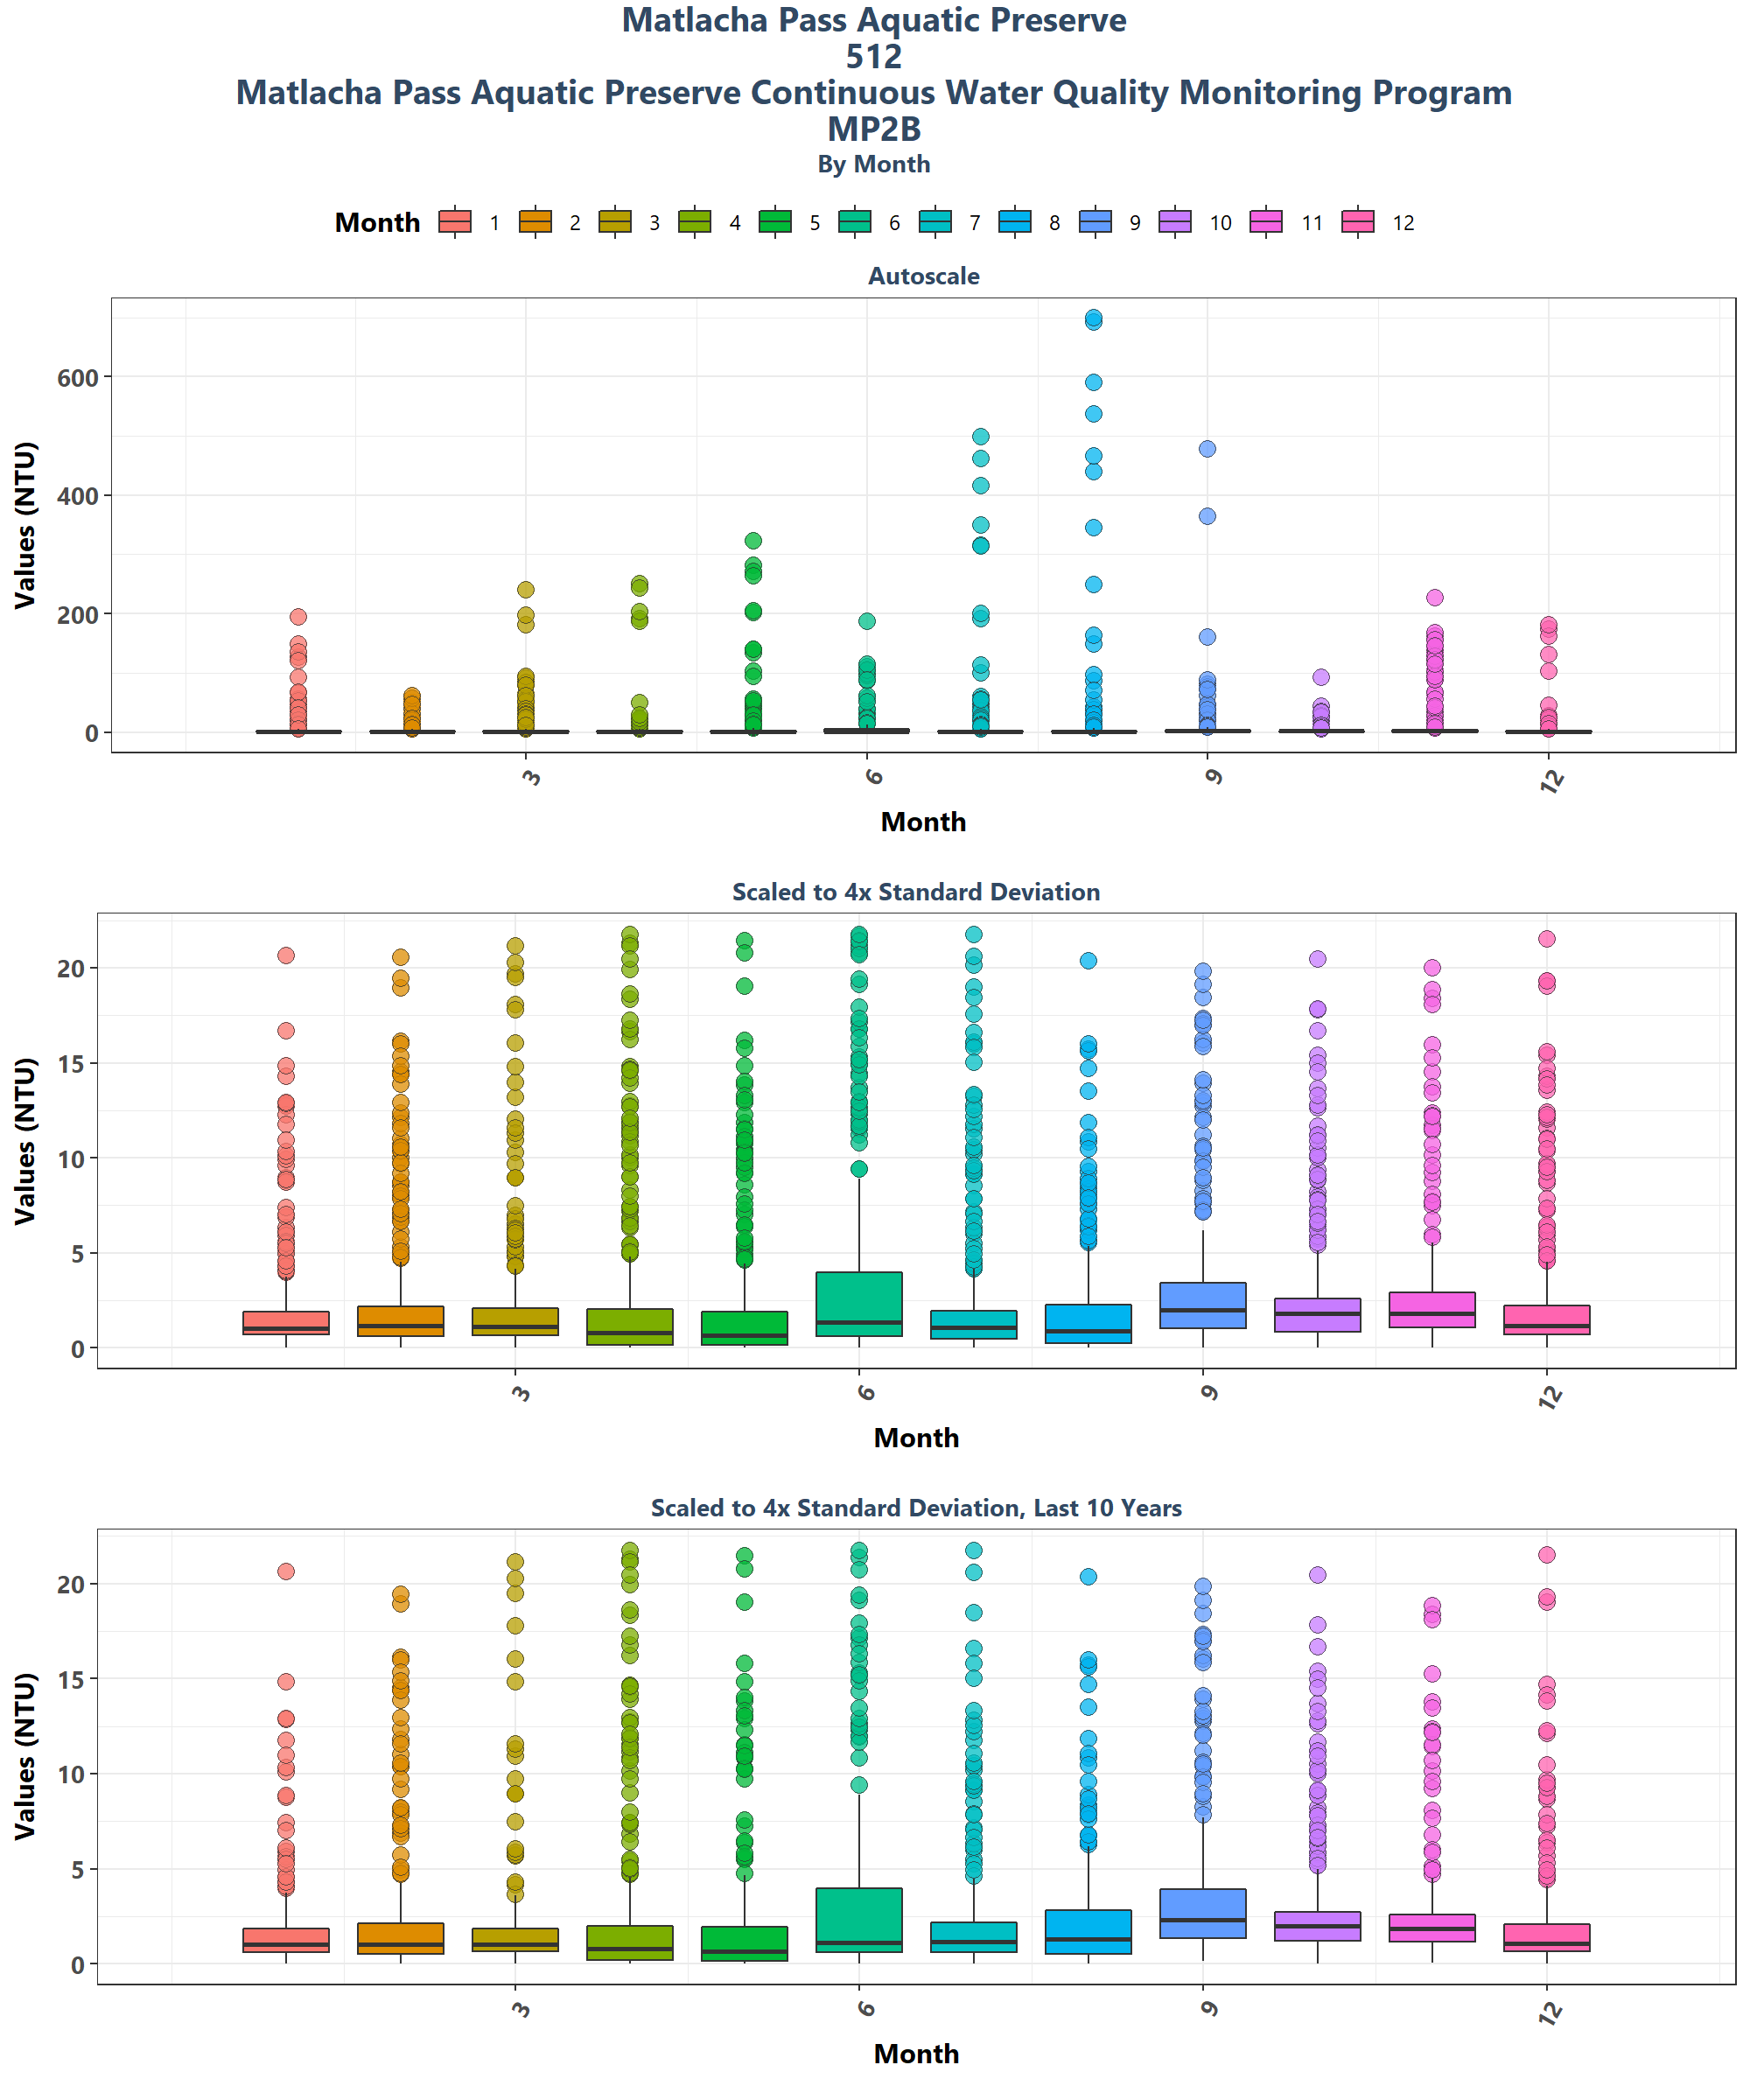 Matlacha Pass Aquatic Preserve
512
Matlacha Pass Aquatic Preserve Continuous Water Quality Monitoring Program
MP2B
By Month
Month 1 2 3 4 5 6 7 8 9 10 11 12
Autoscale
Values (NTU)
600
400
200
0
3 6 9 12
Month
Scaled to 4x Standard Deviation
Values (NTU)
20
15
10
5
0
3 6 9 12
Month
Scaled to 4x Standard Deviation, Last 10 Years
Values (NTU)
20
15
10
5
0
3 6 9 12
Month